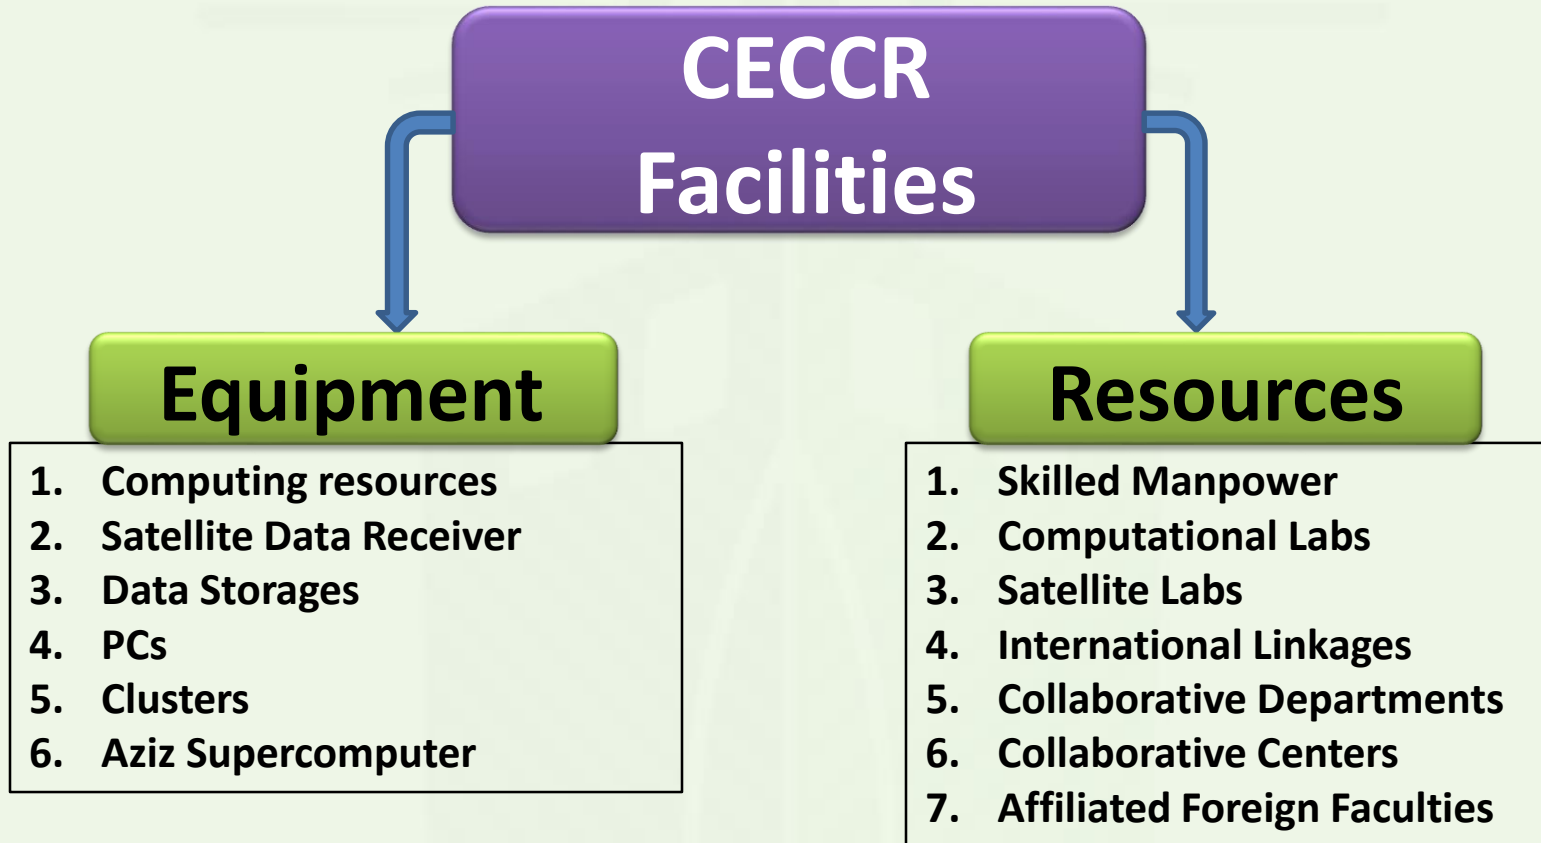 CECCR
Facilities
Equipment
1. Computing resources
2. Satellite Data Receiver
3. Data Storages
4. PCs
5. Clusters
6. Aziz Supercomputer
Resources
1. Skilled Manpower
2. Computational Labs
3. Satellite Labs
4. International Linkages
5. Collaborative Departments
6. Collaborative Centers
7. Affiliated Foreign Faculties